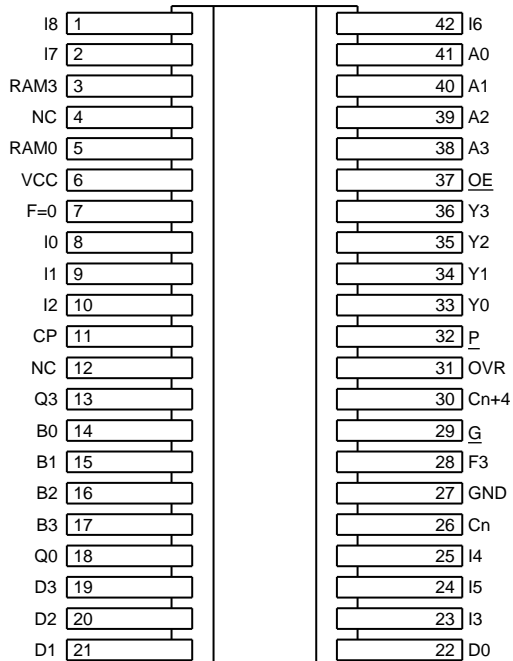 I8 1 42 I6
I7 2 41 A0
RAM3 3 40 A1
NC 4 39 A2
RAM0 5 38 A3
VCC 6 37 OE
F=0 7 36 Y3
I0 8 35 Y2
I1 9 34 Y1
I2 10 33 Y0
CP 11 32 P
NC 12 31 OVR
Q3 13 30 Cn+4
B0 14 29 G
B1 15 28 F3
B2 16 27 GND
B3 17 26 Cn
Q0 18 25 I4
D3 19 24 I5
D2 20 23 I3
D1 21 22 D0